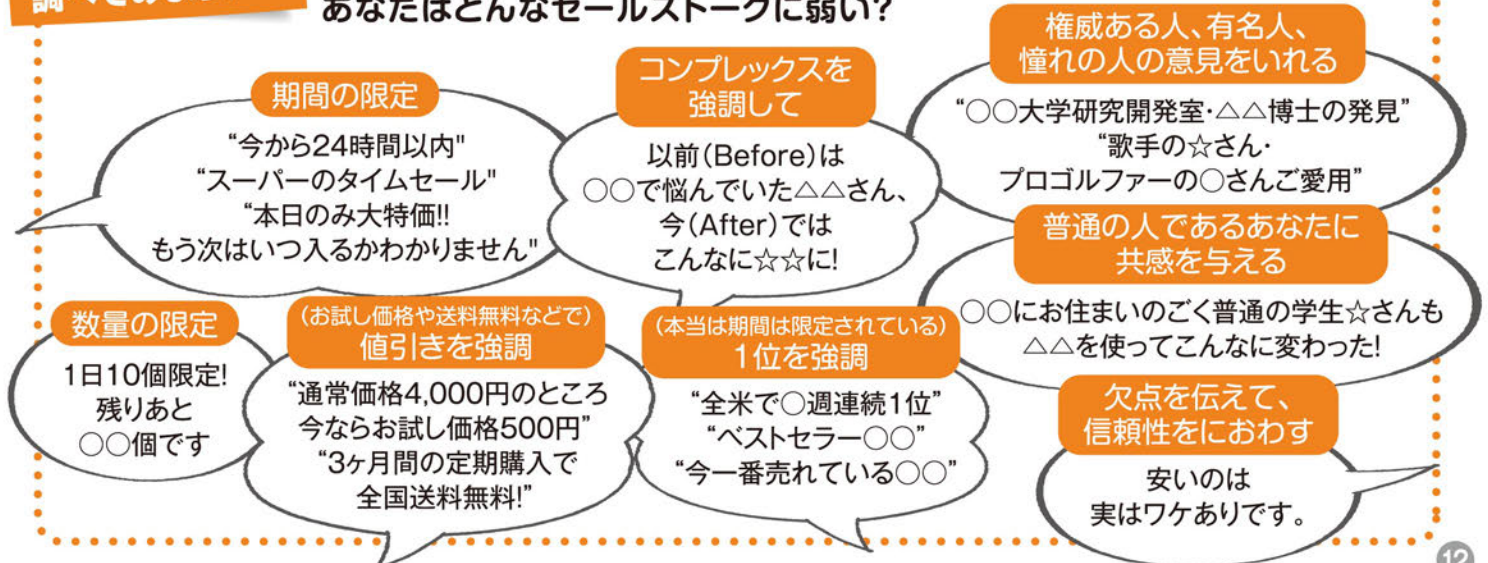 あなたはどんなセールストークに弱い?
期間の限定
“今から24時間以内"
“スーパーのタイムセール"
“本日のみ大特価!!
もう次はいつ入るかわかりません"
コンプレックスを
強調して
以前(Before)は
○○で悩んでいた△△さん、
今(After)では
こんなに☆☆に!
権威ある人、有名人、
憧れの人の意見をいれる
“○○大学研究開発室・△△博士の発見”
“歌手の☆さん・
プロゴルファーの○さんご愛用”
普通の人であるあなたに
共感を与える
○○にお住まいのごく普通の学生☆さんも
△△を使ってこんなに変わった!
数量の限定
1日10個限定!
残りあと
○○個です
(お試し価格や送料無料などで)
値引きを強調
“通常価格4,000円のところ
今ならお試し価格500円”
“3ヶ月間の定期購入で
全国送料無料!”
(本当は期間は限定されている)
1位を強調
“全米で○週連続1位”
“ベストセラー○○”
“今一番売れている○○”
欠点を伝えて、
信頼性をにおわす
安いのは
実はワケありです。
12